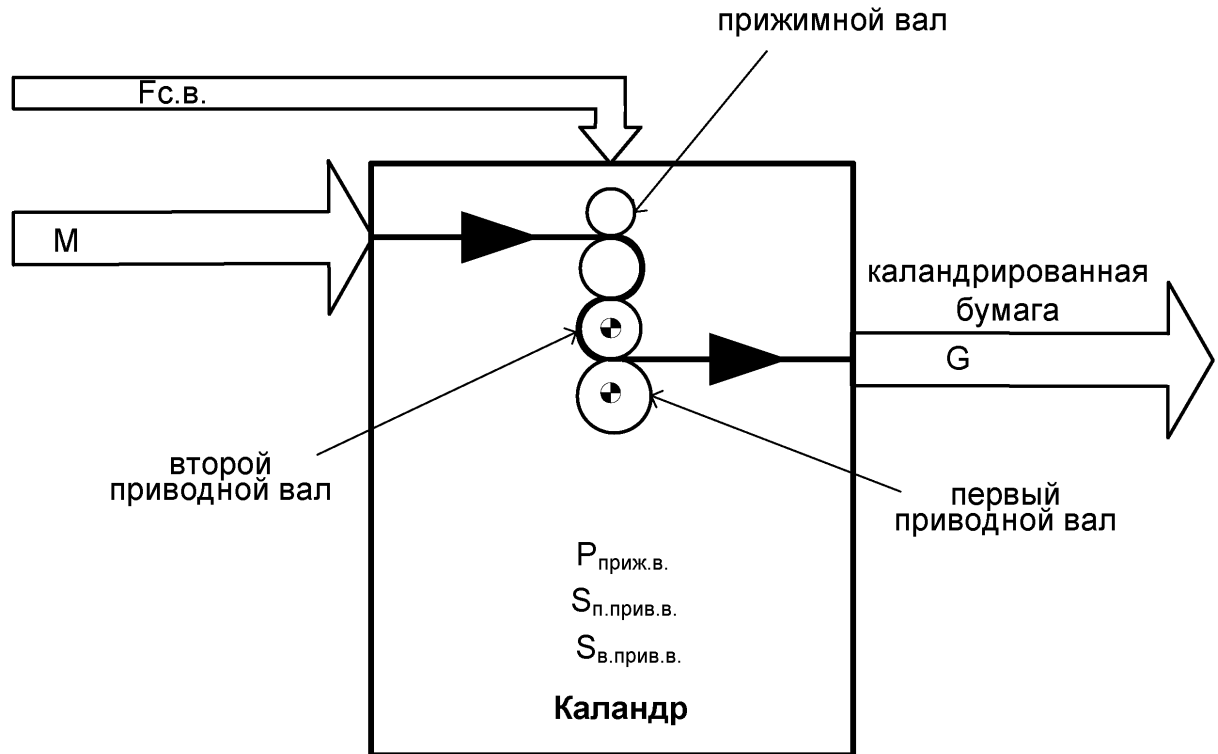 прижимной вал
Fс.в.
M
каландрированная
бумага
G
второй
приводной вал
первый
приводной вал
Pприж.в.
Sп.прив.в.
Sв.прив.в.
Каландр